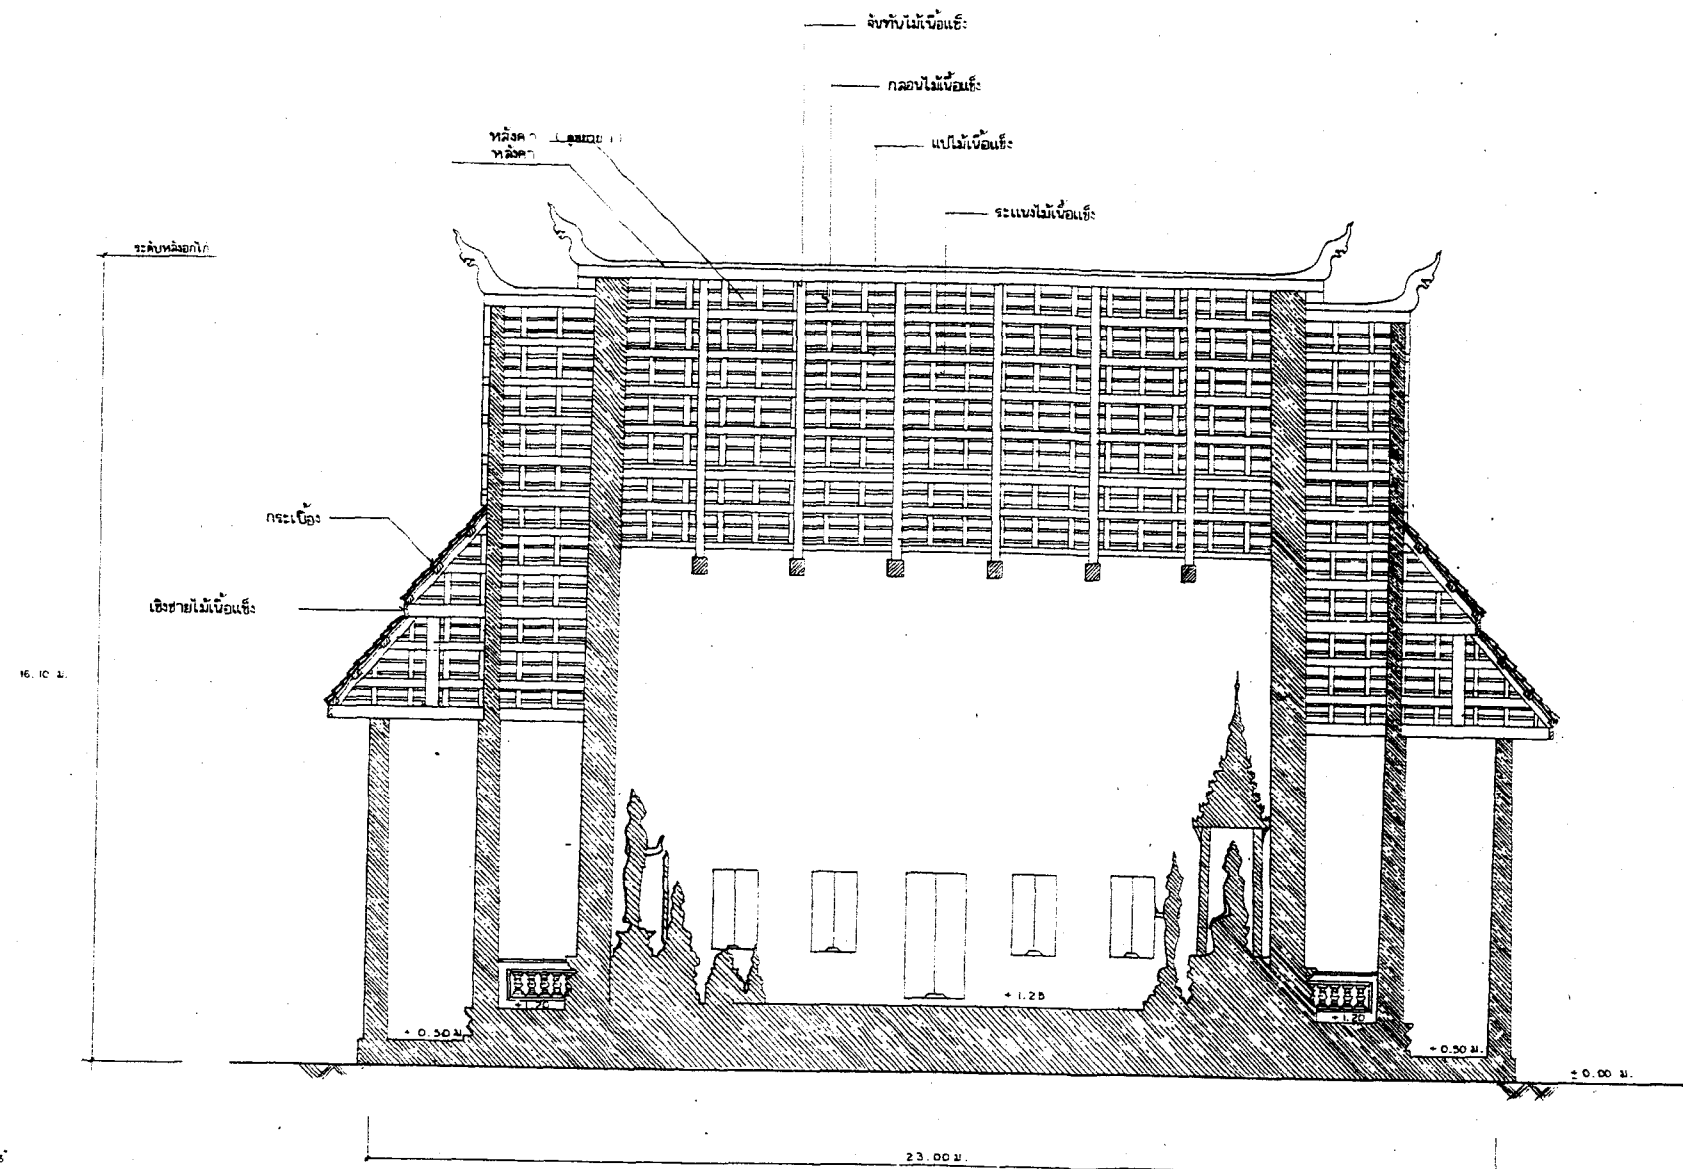 จันทันไม้เนื้อแข็ง
กลอนไม้เนื้อแข็ง
หลังคา
หลังคา
แปไม้เนื้อแข็ง
ระแนงไม้เนื้อแข็ง
ระดับหลังอกไก่
กระเบื้อง
เชิงชายไม้เนื้อแข็ง
16.10 ม.
+ 1.25
+ 1.20
+ 1.20
+ 0.50 ม.
+ 0.50 ม.
± 0.00 ม.
23.00 ม.